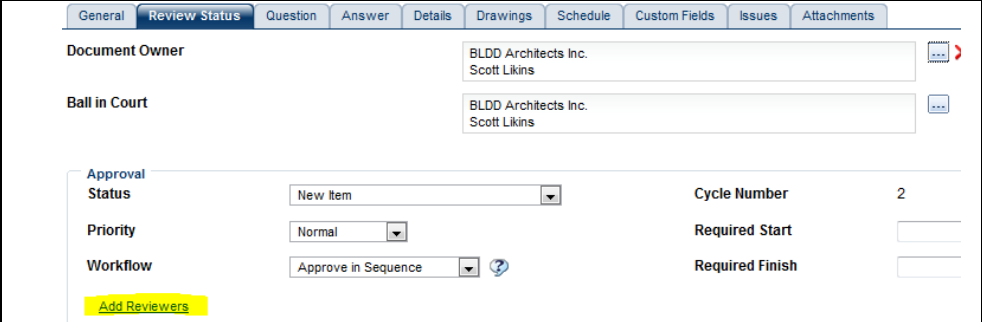 General Review Status Question Answer Details Drawings Schedule Custom Fields Issues Attachments
Document Owner
BLDD Architects Inc.
Scott Likins
...
Ball in Court
BLDD Architects Inc.
Scott Likins
...
Approval
Status New Item Cycle Number 2
Priority Normal Required Start
Workflow Approve in Sequence ? Required Finish
Add Reviewers